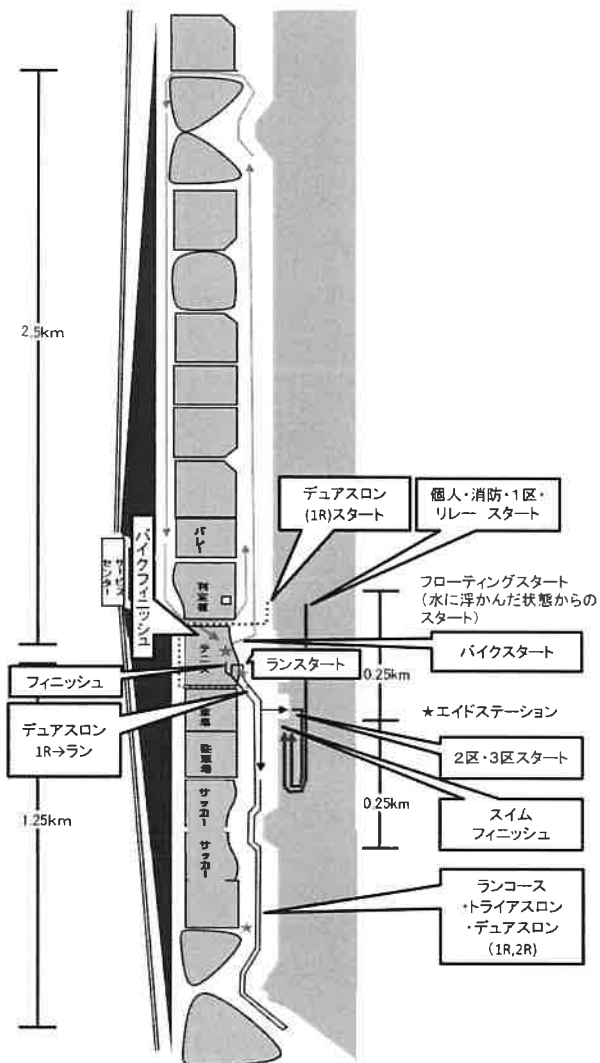 2.5km
バレー
デュアスロン
(1R)スタート
個人・消防・1区・
リレー スタート
サービス
センター
バイクフィニッシュ
フローティングスタート
(水に浮かんだ状態からの
スタート)
テニス
バイクスタート
ランスタート
フィニッシュ
0.25km
★エイドステーション
デュアスロン
1R→ラン
2区・3区スタート
駐車場
サッカー
スイム
フィニッシュ
0.25km
1.25km
サッカー
ランコース
・トライアスロン
・デュアスロン
(1R,2R)